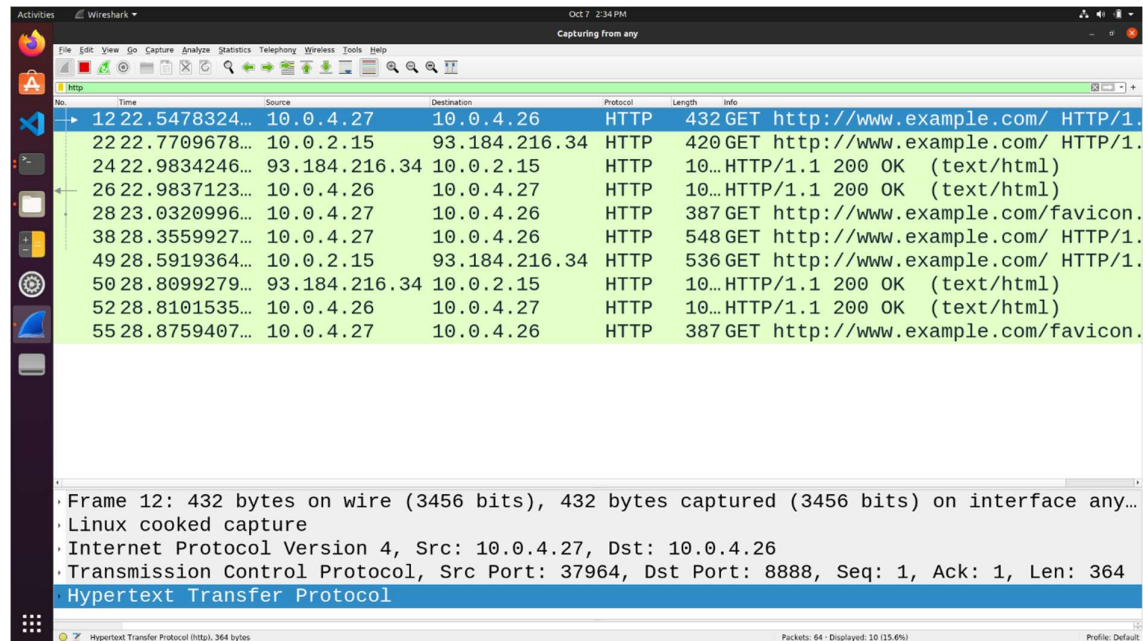 Activities Wireshark Oct 7 2:34 PM
Capturing from any
File Edit View Go Capture Analyze Statistics Telephony Wireless Tools Help
http
No. Time Source Destination Protocol Length Info
12 22.5478324… 10.0.4.27 10.0.4.26 HTTP 432 GET http://www.example.com/ HTTP/1.
22 22.7709678… 10.0.2.15 93.184.216.34 HTTP 420 GET http://www.example.com/ HTTP/1.
24 22.9834246… 93.184.216.34 10.0.2.15 HTTP 10… HTTP/1.1 200 OK (text/html)
26 22.9837123… 10.0.4.26 10.0.4.27 HTTP 10… HTTP/1.1 200 OK (text/html)
28 23.0320996… 10.0.4.27 10.0.4.26 HTTP 387 GET http://www.example.com/favicon.
38 28.3559927… 10.0.4.27 10.0.4.26 HTTP 548 GET http://www.example.com/ HTTP/1.
49 28.5919364… 10.0.2.15 93.184.216.34 HTTP 536 GET http://www.example.com/ HTTP/1.
50 28.8099279… 93.184.216.34 10.0.2.15 HTTP 10… HTTP/1.1 200 OK (text/html)
52 28.8101535… 10.0.4.26 10.0.4.27 HTTP 10… HTTP/1.1 200 OK (text/html)
55 28.8759407… 10.0.4.27 10.0.4.26 HTTP 387 GET http://www.example.com/favicon.
Frame 12: 432 bytes on wire (3456 bits), 432 bytes captured (3456 bits) on interface any…
Linux cooked capture
Internet Protocol Version 4, Src: 10.0.4.27, Dst: 10.0.4.26
Transmission Control Protocol, Src Port: 37964, Dst Port: 8888, Seq: 1, Ack: 1, Len: 364
Hypertext Transfer Protocol
Hypertext Transfer Protocol (http), 364 bytes Packets: 64 · Displayed: 10 (15.6%) Profile: Default